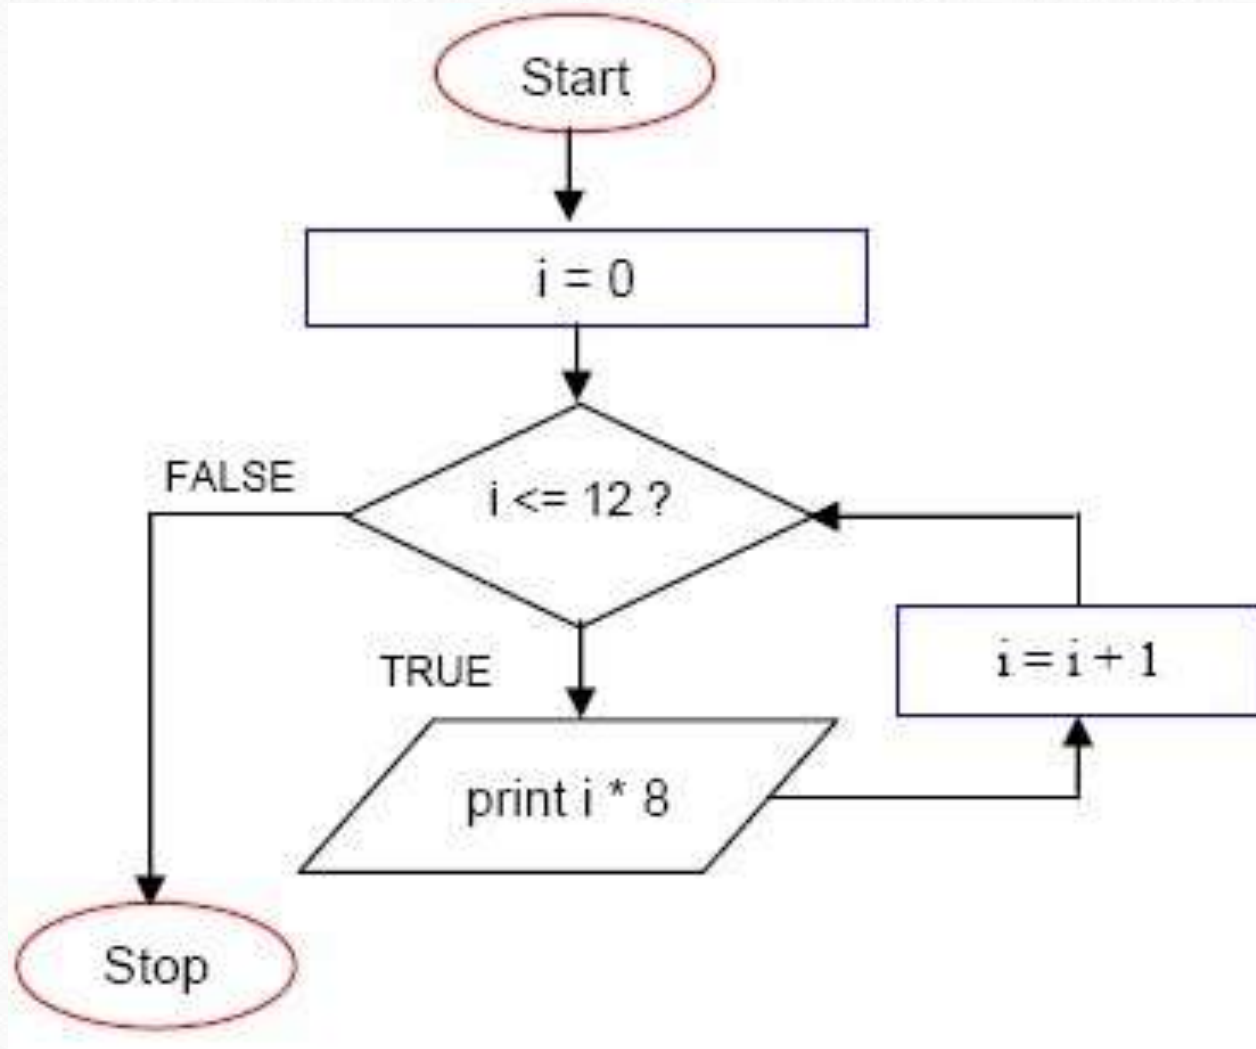 Start
i = 0
i <= 12 ?
FALSE
TRUE
i = i + 1
print i * 8
Stop